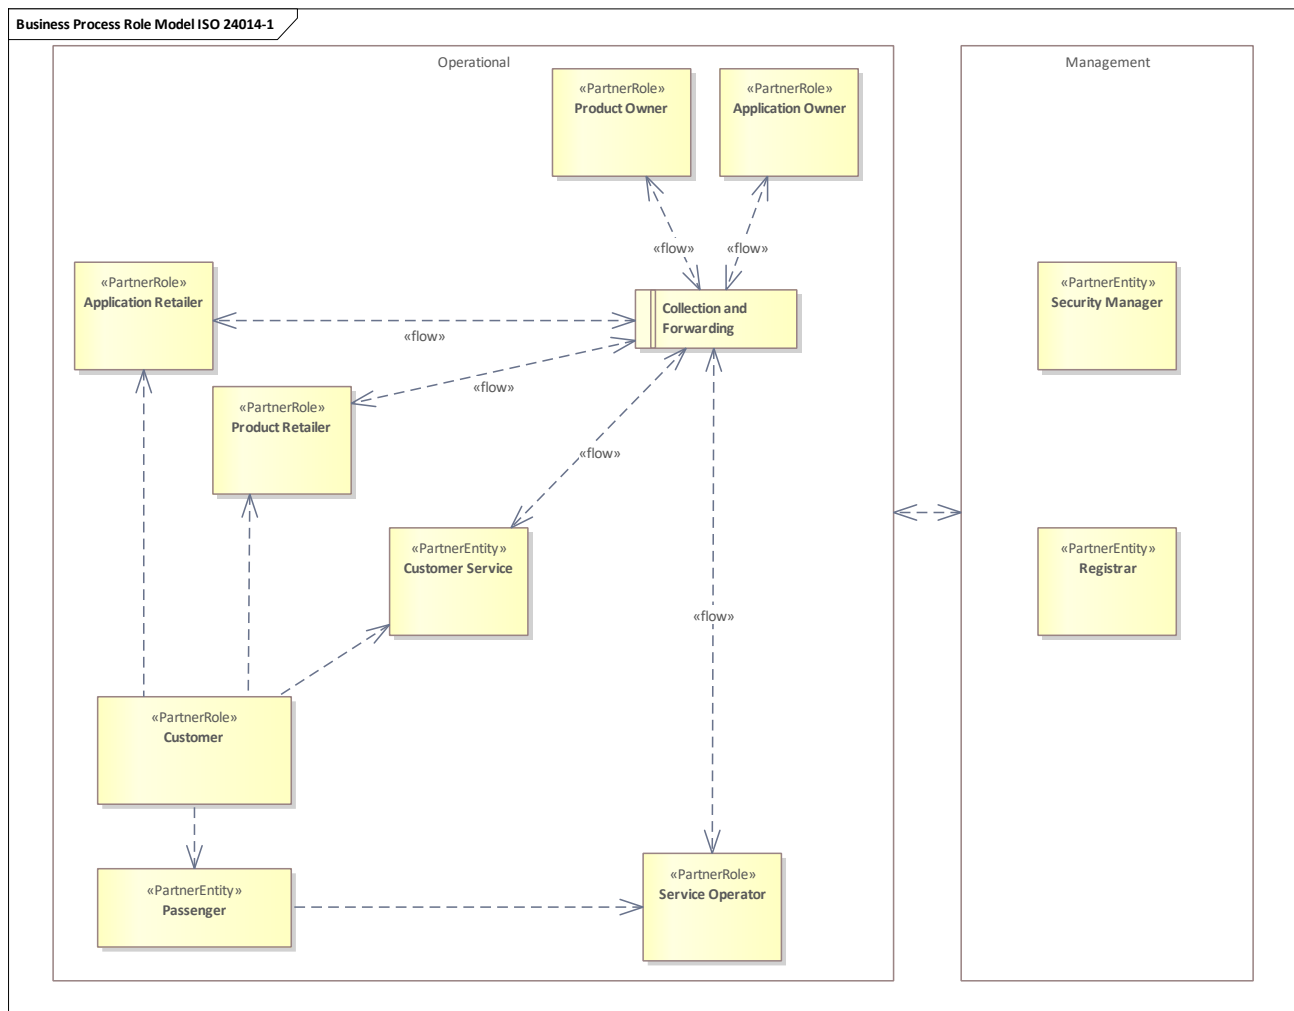 Business Process Role Model ISO 24014-1
Operational
Management
«PartnerRole»
Product Owner
«PartnerRole»
Application Owner
«flow»
«flow»
«PartnerRole»
Application Retailer
Collection and
Forwarding
«PartnerEntity»
Security Manager
«flow»
«flow»
«PartnerRole»
Product Retailer
«flow»
«PartnerEntity»
Customer Service
«PartnerEntity»
Registrar
«flow»
«PartnerRole»
Customer
«PartnerEntity»
Passenger
«PartnerRole»
Service Operator